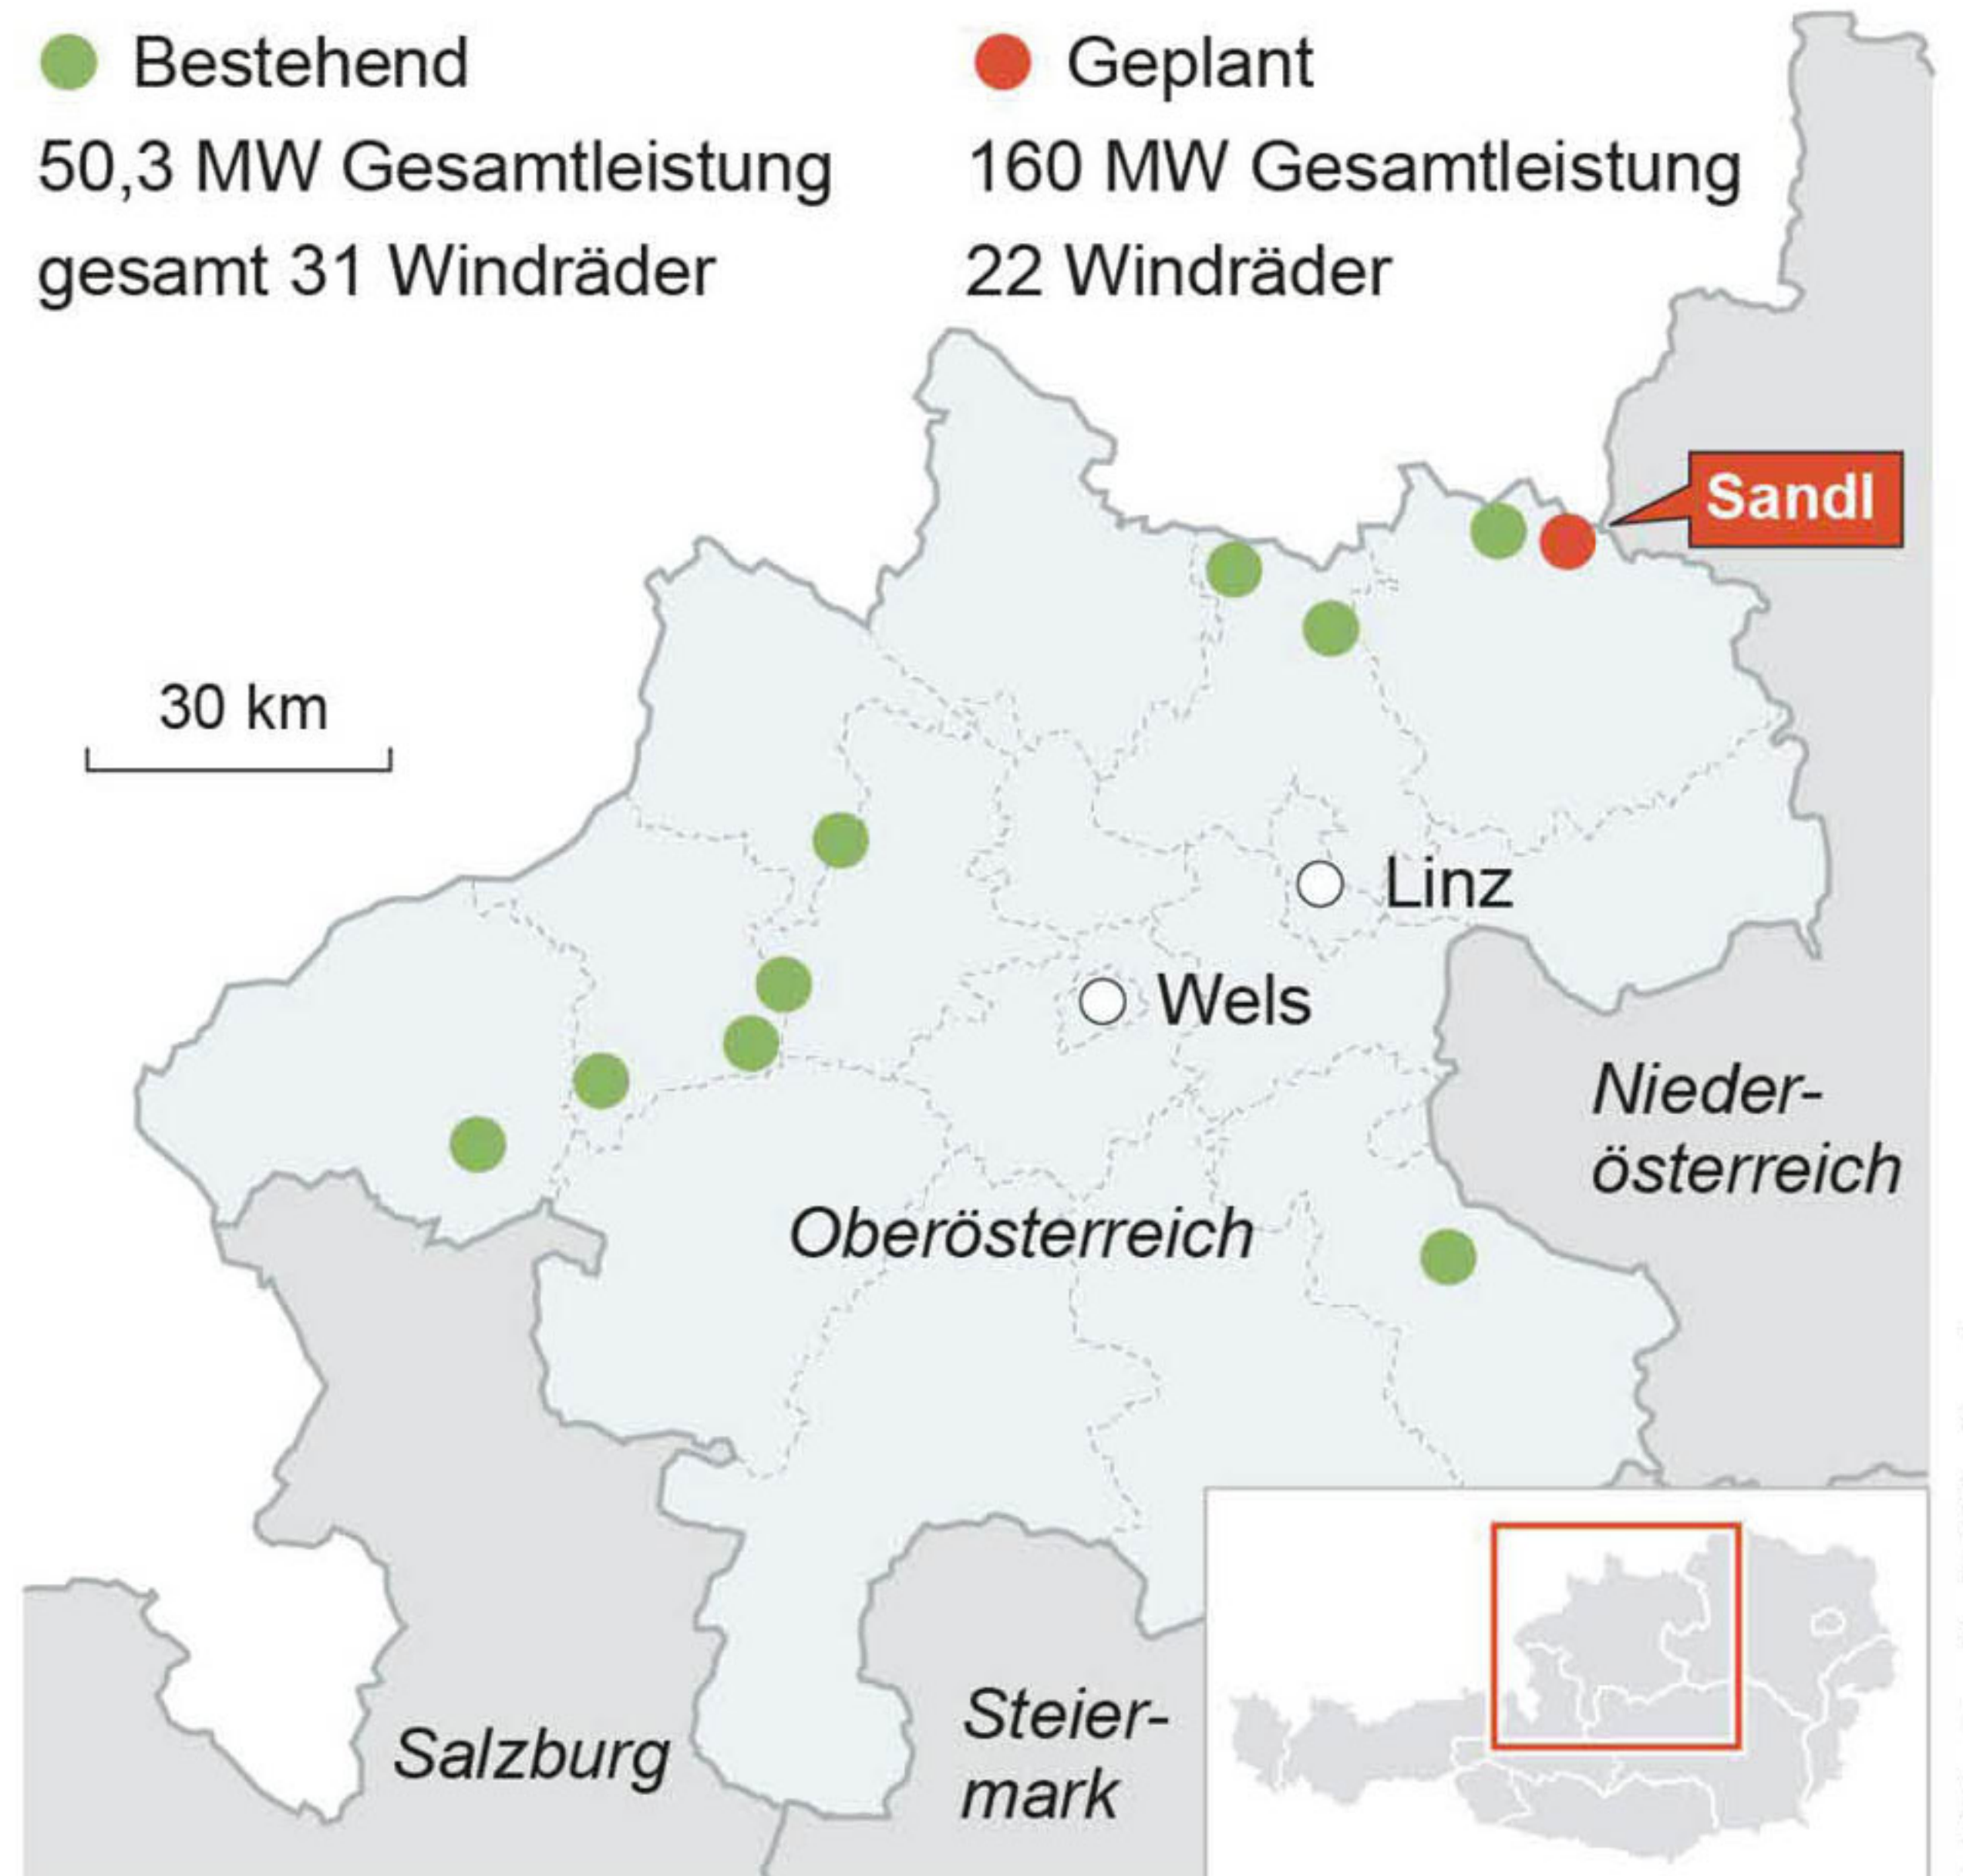 Bestehend
50,3 MW Gesamtleistung
gesamt 31 Windräder
Geplant
160 MW Gesamtleistung
22 Windräder
Sandl
30 km
Linz
Wels
Nieder-
österreich
Oberösterreich
Salzburg
Steier-
mark